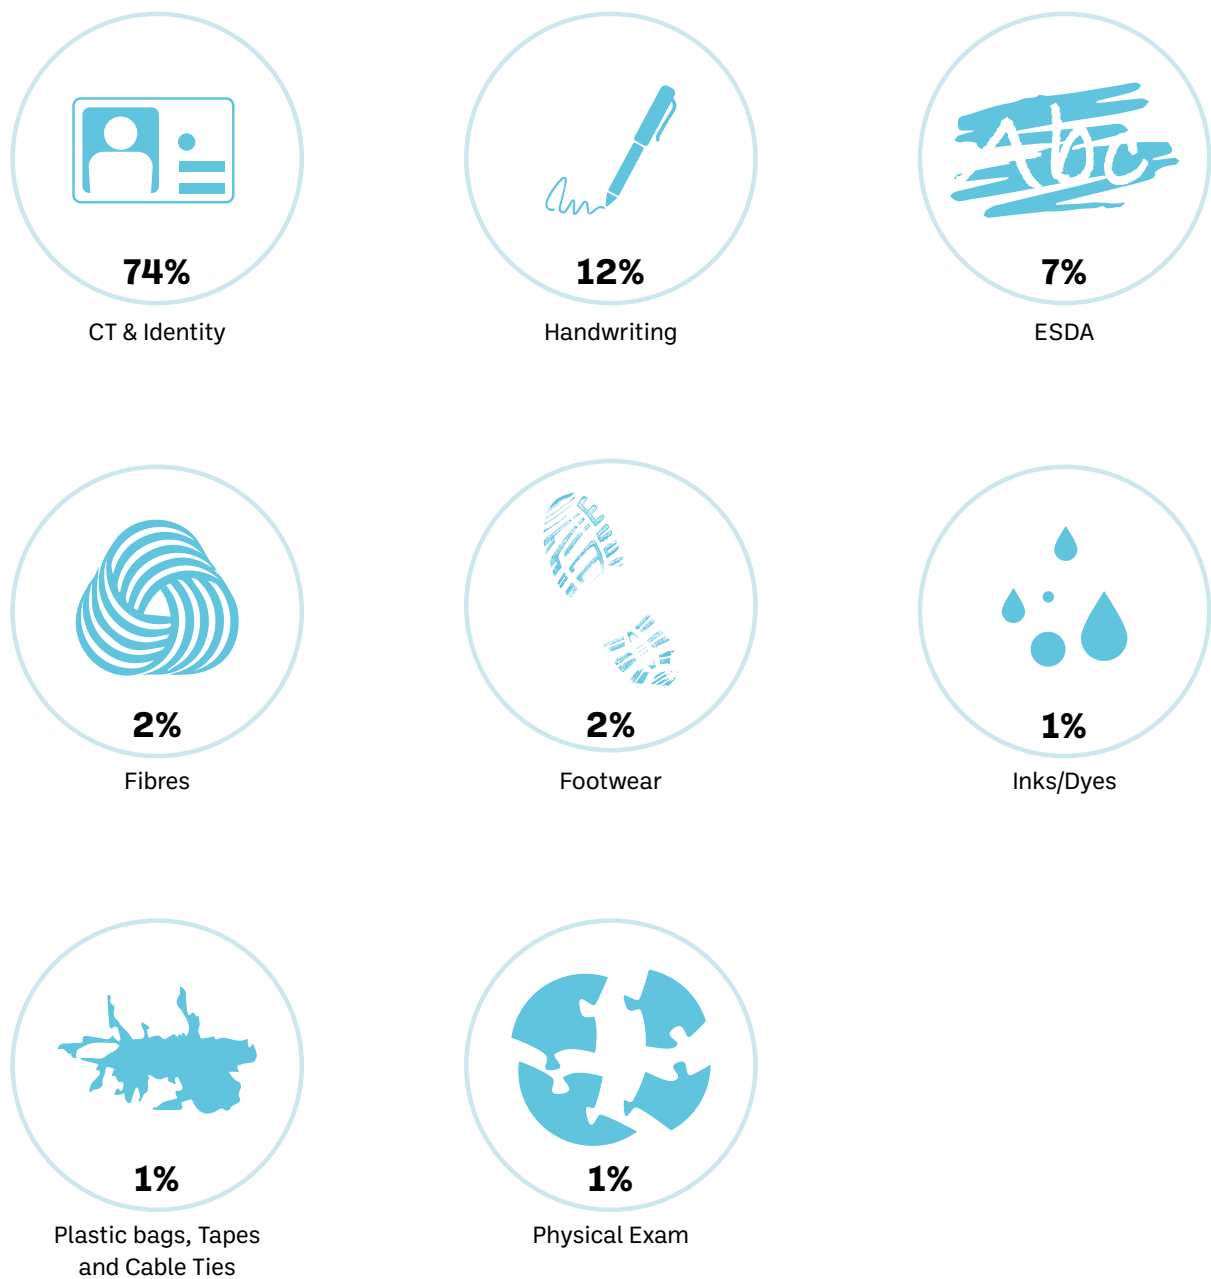 74%
CT & Identity
12%
Handwriting
Abc
7%
ESDA
2%
Fibres
2%
Footwear
1%
Inks/Dyes
1%
Plastic bags, Tapes
and Cable Ties
1%
Physical Exam